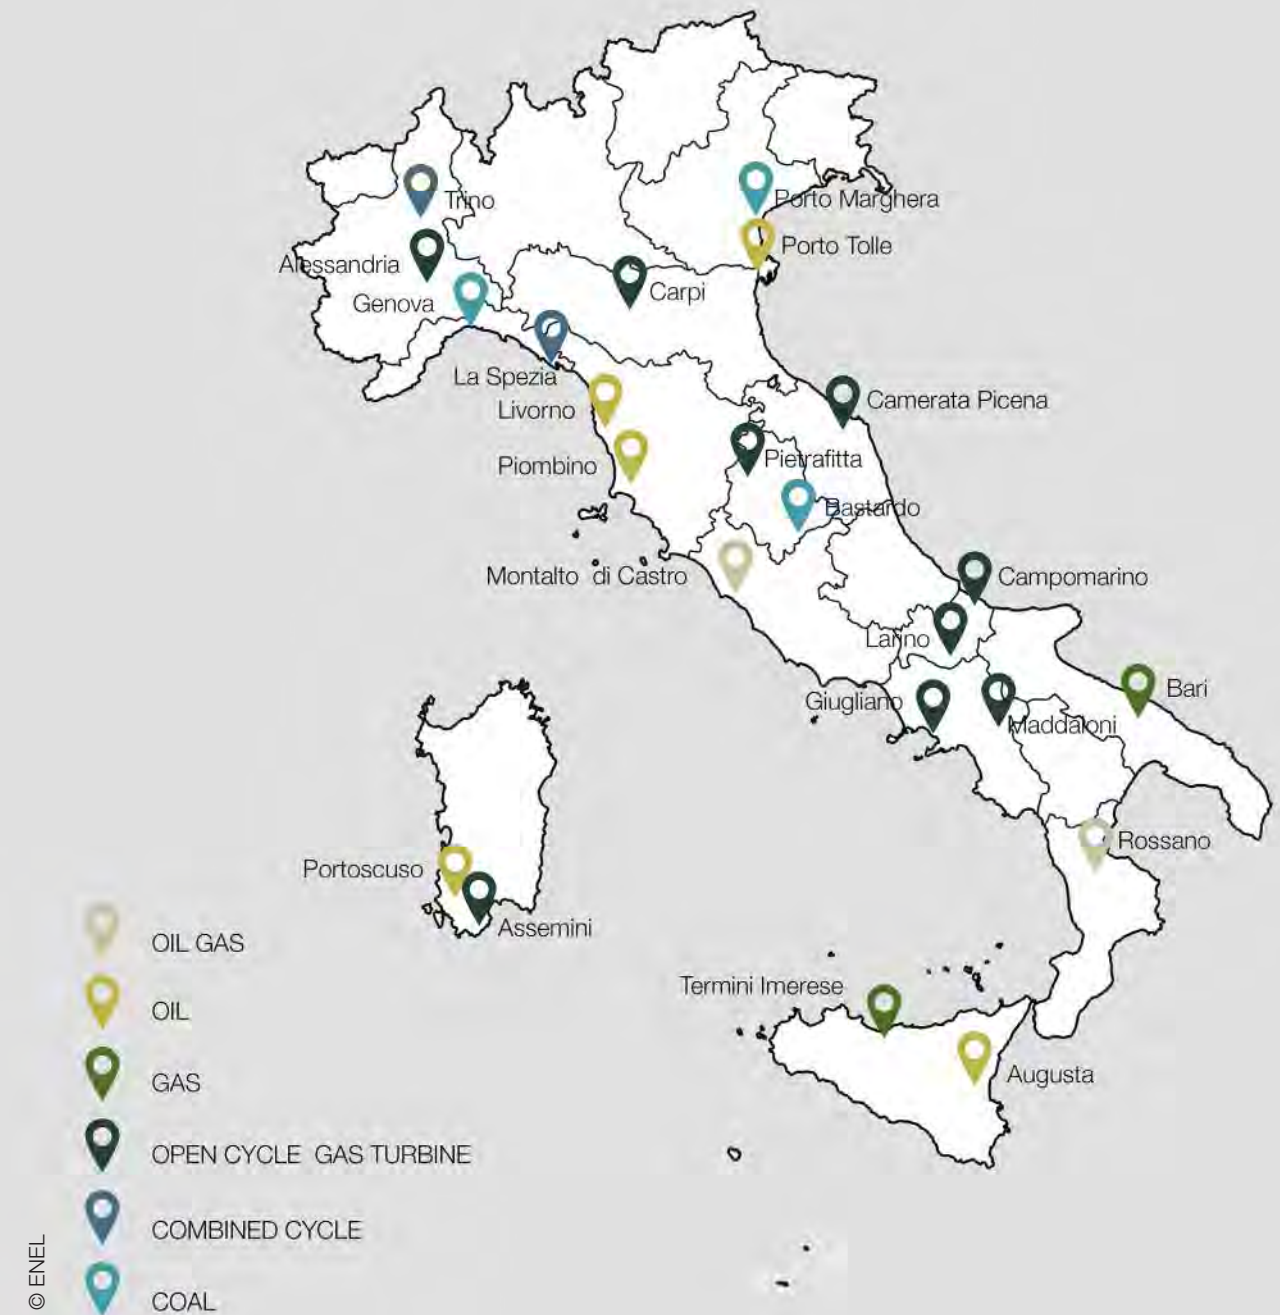 Trino
Porto Marghera
Porto Tolle
Alessandria
Carpi
Genova
La Spezia
Livorno
Camerata Picena
Piombino
Pietrafitta
Bastardo
Montalto di Castro
Campomarino
Larino
Giugliano
Bari
Maddaloni
Rossano
Portoscuso
Assemini
Termini Imerese
Augusta
OIL GAS
OIL
GAS
OPEN CYCLE GAS TURBINE
COMBINED CYCLE
COAL
© ENEL